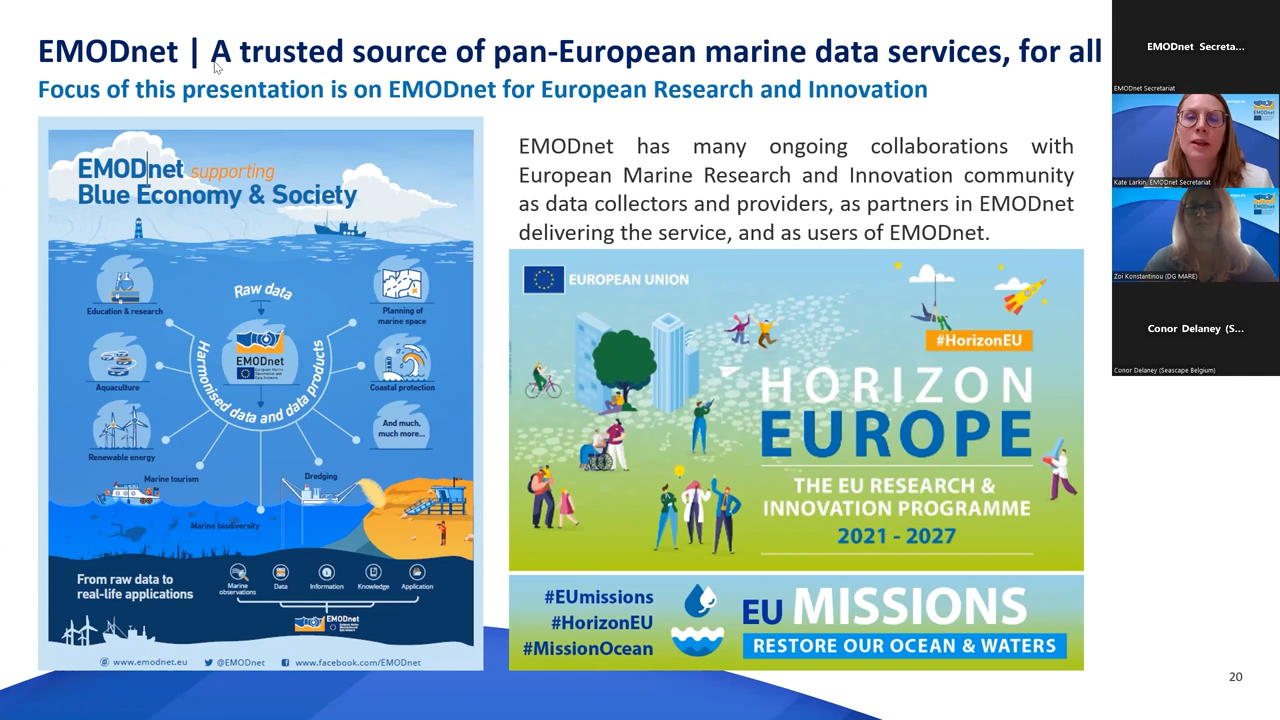 EMODnet | A trusted source of pan-European marine data services, for all
Focus of this presentation is on EMODnet for European Research and Innovation
EMODnet supporting
Blue Economy & Society
Raw data
Education & research
Planning of
marine space
EMODnet
Harmonised data and data products
Aquaculture
Coastal protection
And much,
much more...
Renewable energy
Marine tourism
Dredging
Marine biodiversity
From raw data to
real-life applications
Marine
observations
Data
Information
Knowledge
Application
EMODnet
www.emodnet.eu
@EMODnet
www.facebook.com/EMODnet
EMODnet has many ongoing collaborations with
European Marine Research and Innovation community
as data collectors and providers, as partners in EMODnet
delivering the service, and as users of EMODnet.
EUROPEAN UNION
#HorizonEU
HORIZON
EUROPE
THE EU RESEARCH &
INNOVATION PROGRAMME
2021 - 2027
#EUmissions
#HorizonEU
#MissionOcean
EU MISSIONS
RESTORE OUR OCEAN & WATERS
20
EMODnet Secreta...
EMODnet Secretariat
Kate Larkin, EMODnet Secretariat
Zoi Konstantinou (DG MARE)
Conor Delaney (S...
Conor Delaney (Seascape Belgium)